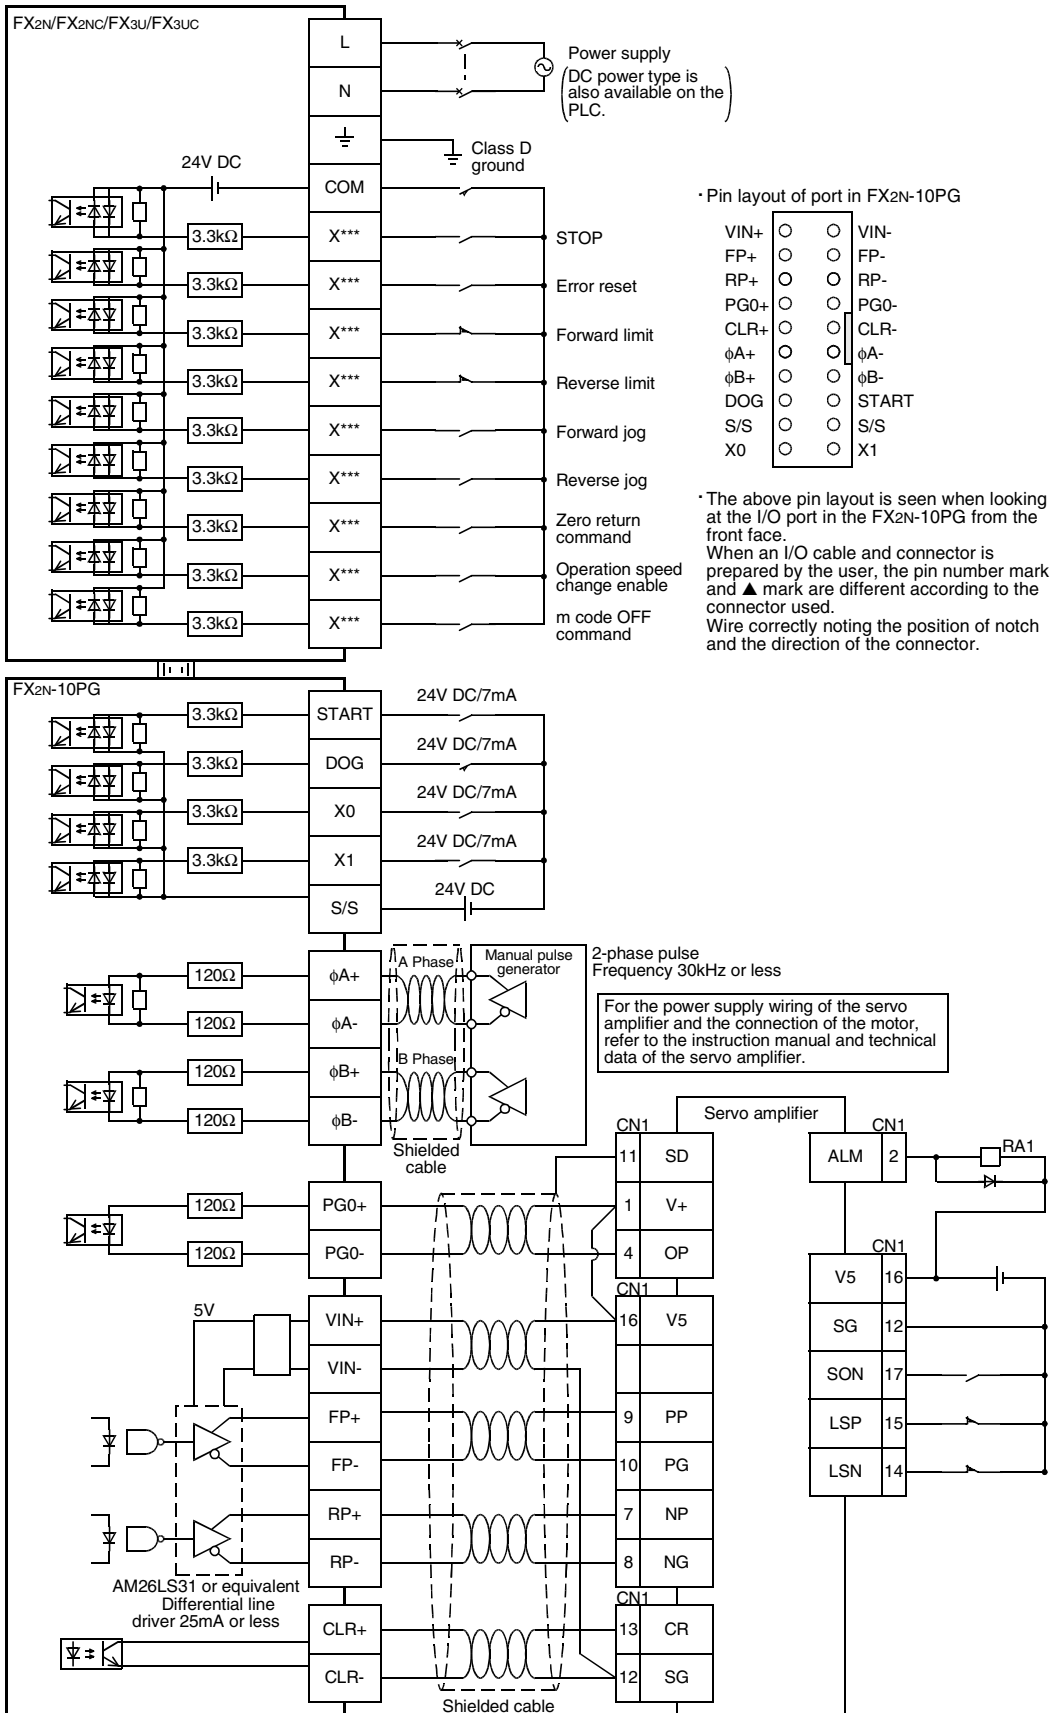 FX2N/FX2NC/FX3U/FX3UC
L
N
Power supply
(DC power type is
also available on the
PLC.)
Class D
ground
24V DC
COM
3.3kΩ
X***
STOP
3.3kΩ
X***
Error reset
3.3kΩ
X***
Forward limit
3.3kΩ
X***
Reverse limit
3.3kΩ
X***
Forward jog
3.3kΩ
X***
Reverse jog
3.3kΩ
X***
Zero return
command
3.3kΩ
X***
Operation speed
change enable
3.3kΩ
X***
m code OFF
command
· Pin layout of port in FX2N-10PG
VIN+ VIN-
FP+ FP-
RP+ RP-
PG0+ PG0-
CLR+ CLR-
ϕA+ ϕA-
ϕB+ ϕB-
DOG START
S/S S/S
X0 X1
· The above pin layout is seen when looking
at the I/O port in the FX2N-10PG from the
front face.
When an I/O cable and connector is
prepared by the user, the pin number mark
and ▲ mark are different according to the
connector used.
Wire correctly noting the position of notch
and the direction of the connector.
FX2N-10PG
3.3kΩ
START
24V DC/7mA
3.3kΩ
DOG
24V DC/7mA
3.3kΩ
X0
24V DC/7mA
3.3kΩ
X1
24V DC/7mA
S/S
24V DC
120Ω
ϕA+
A Phase
120Ω
ϕA-
120Ω
ϕB+
B Phase
120Ω
ϕB-
Manual pulse
generator
2-phase pulse
Frequency 30kHz or less
Shielded
cable
For the power supply wiring of the servo
amplifier and the connection of the motor,
refer to the instruction manual and technical
data of the servo amplifier.
Servo amplifier
120Ω
PG0+
120Ω
PG0-
5V
VIN+
VIN-
FP+
FP-
RP+
RP-
AM26LS31 or equivalent
Differential line
driver 25mA or less
CLR+
CLR-
Shielded cable
CN1
11 SD
1 V+
4 OP
CN1
16 V5
9 PP
10 PG
7 NP
8 NG
CN1
13 CR
12 SG
CN1
ALM 2
RA1
CN1
V5 16
SG 12
SON 17
LSP 15
LSN 14